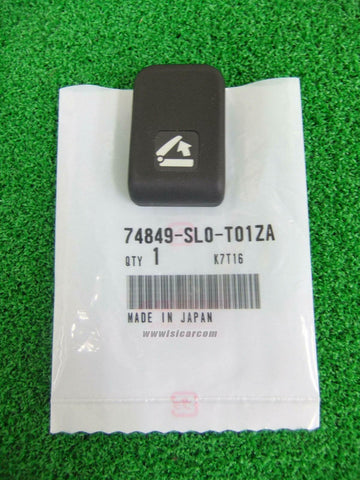 74849-SL0-T01ZA
QTY 1 K7T16
MADE IN JAPAN
www.isicar.com